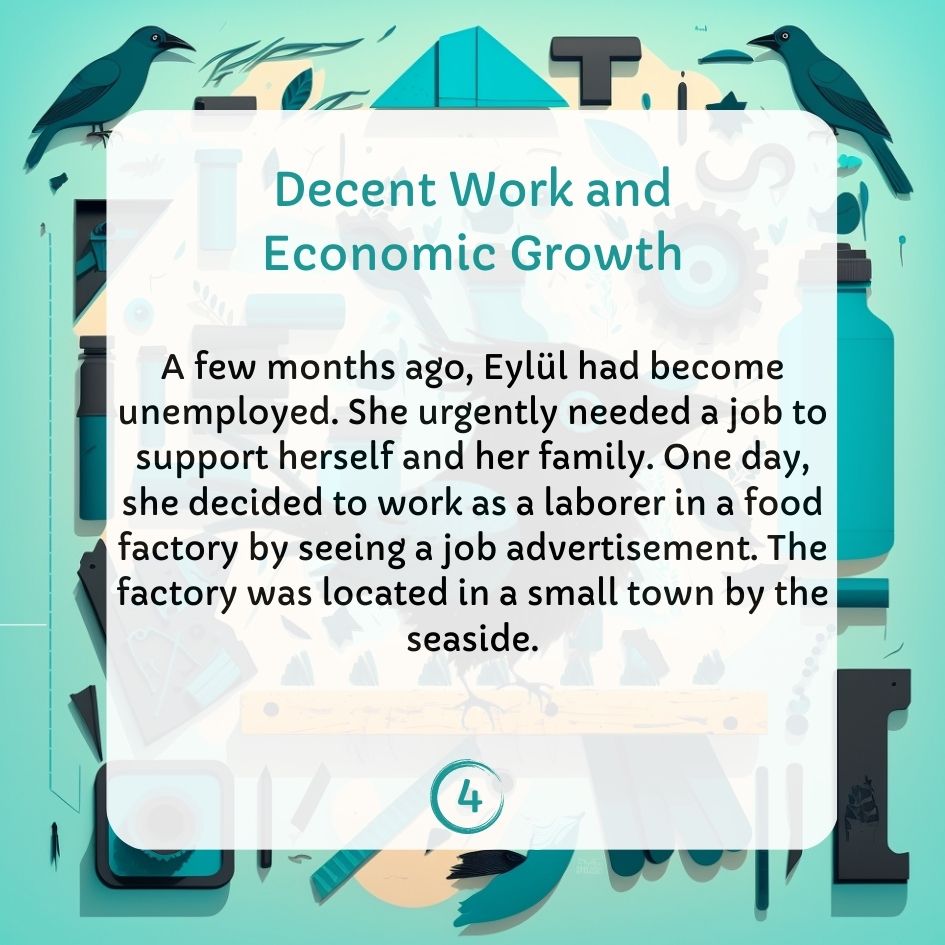 Decent Work and
Economic Growth
A few months ago, Eylül had become
unemployed. She urgently needed a job to
support herself and her family. One day,
she decided to work as a laborer in a food
factory by seeing a job advertisement. The
factory was located in a small town by the
seaside.
4